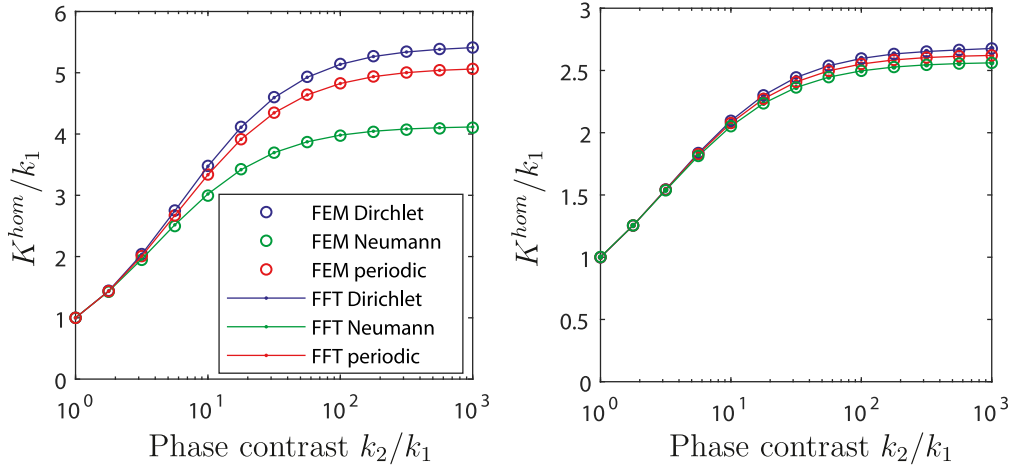 6
5
4
3
2
1
0
K^{hom}/k_1
10^0
10^1
10^2
10^3
Phase contrast k_2/k_1
FEM Dirchlet
FEM Neumann
FEM periodic
FFT Dirichlet
FFT Neumann
FFT periodic
3
2.5
2
1.5
1
0.5
0
K^{hom}/k_1
10^0
10^1
10^2
10^3
Phase contrast k_2/k_1